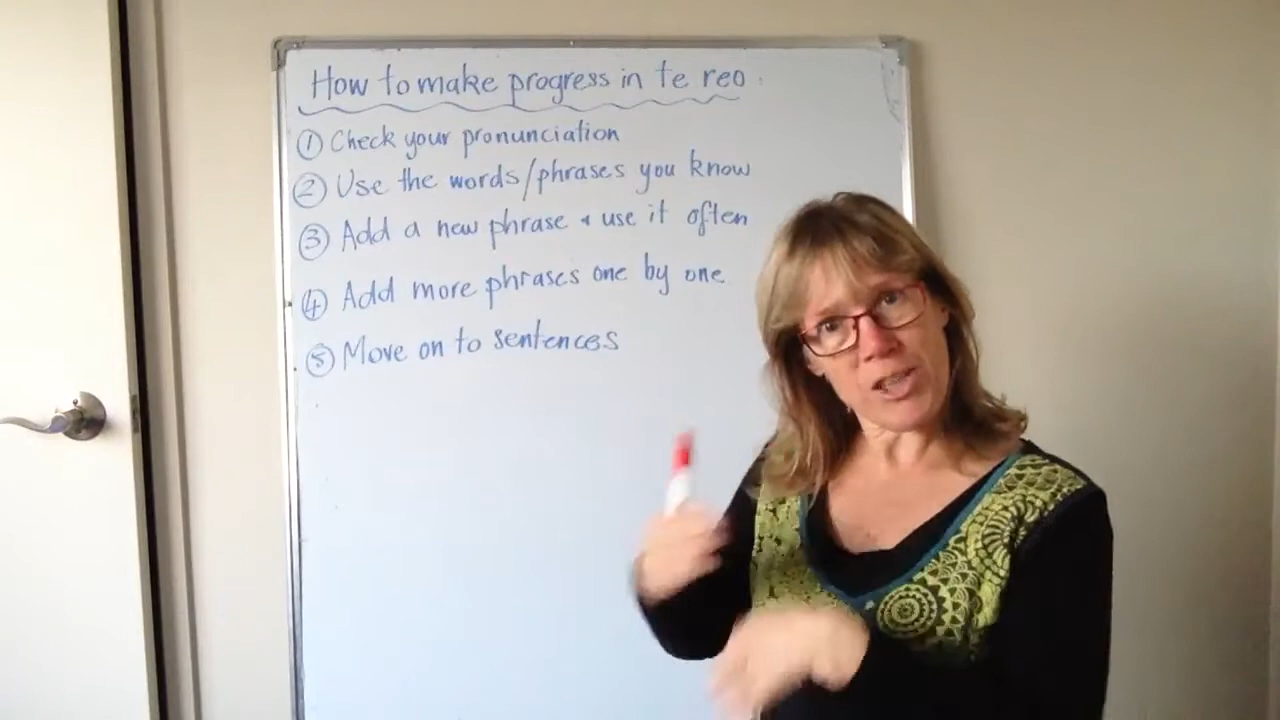 How to make progress in te reo
① Check your pronunciation
② Use the words/phrases you know
③ Add a new phrase + use it often
④ Add more phrases one by one
⑤ Move on to sentences